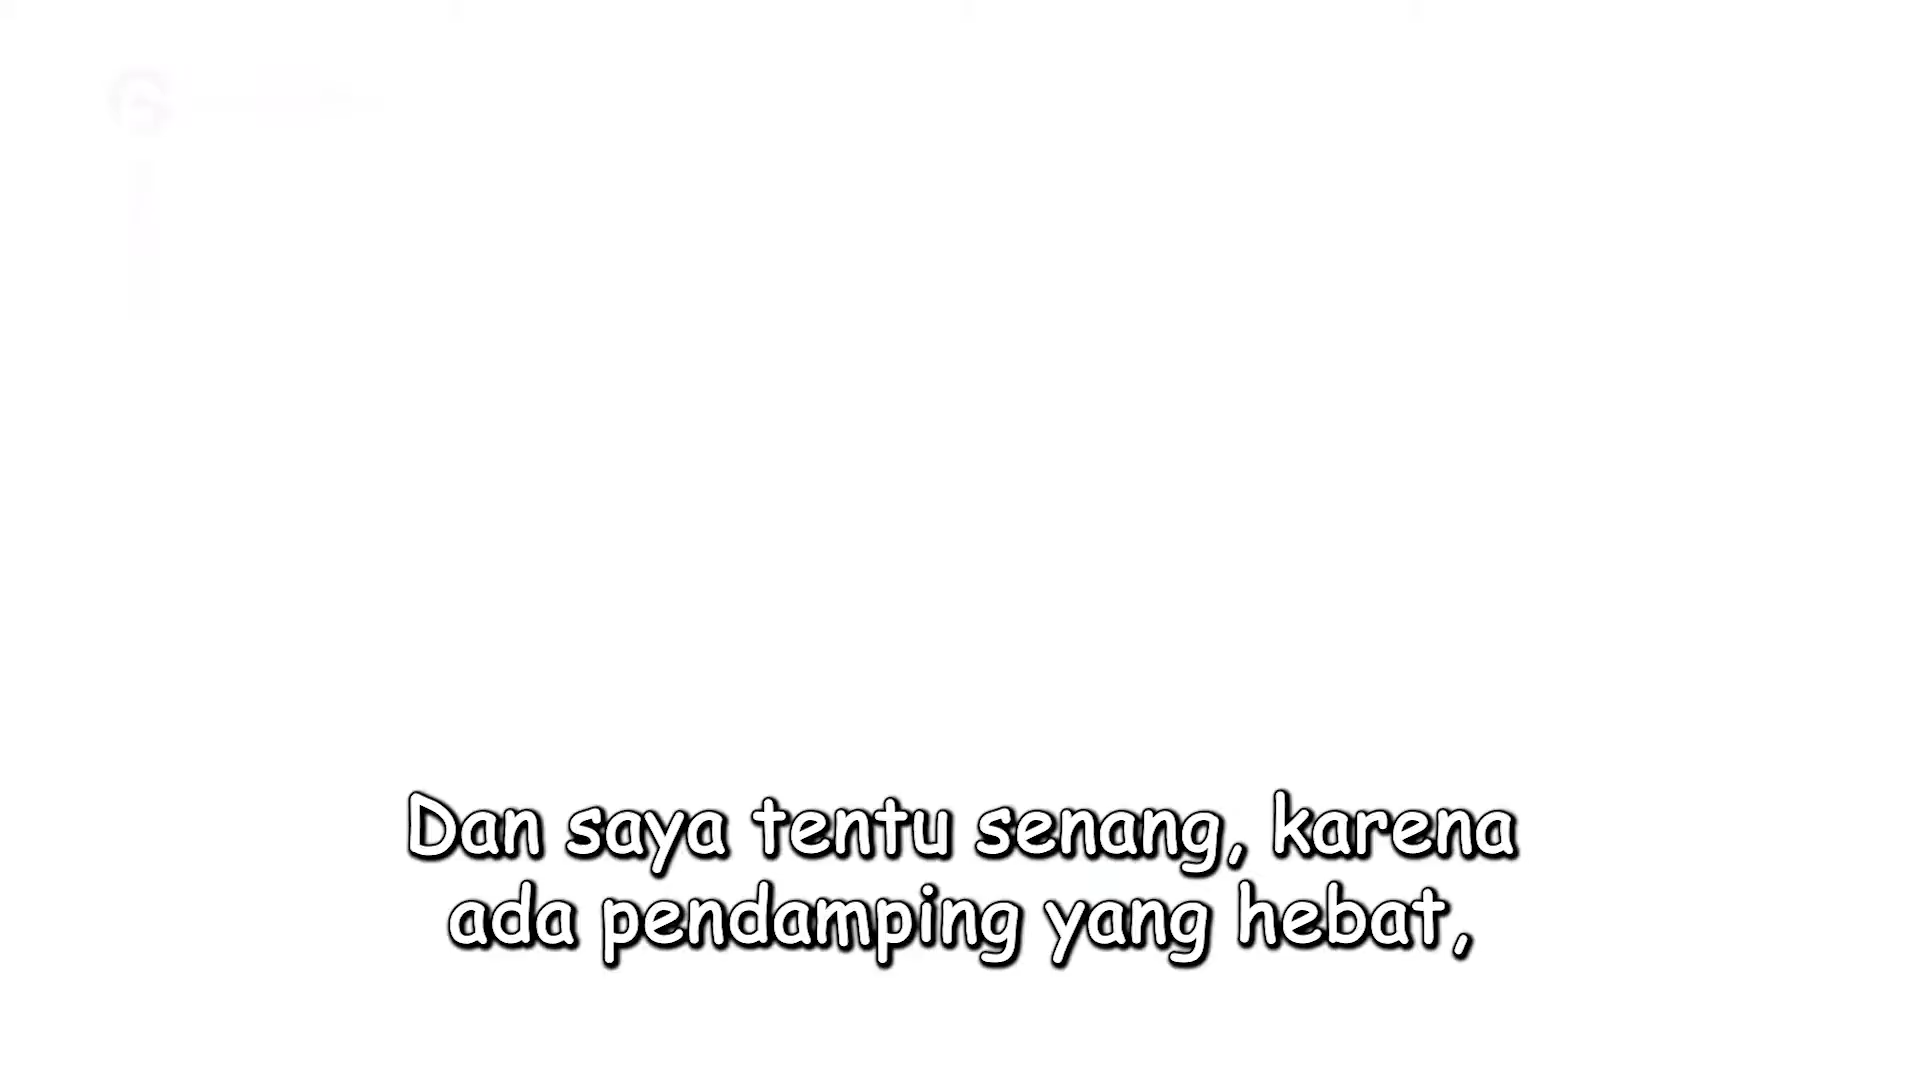 Dan saya tentu senang, karena
ada pendamping yang hebat,